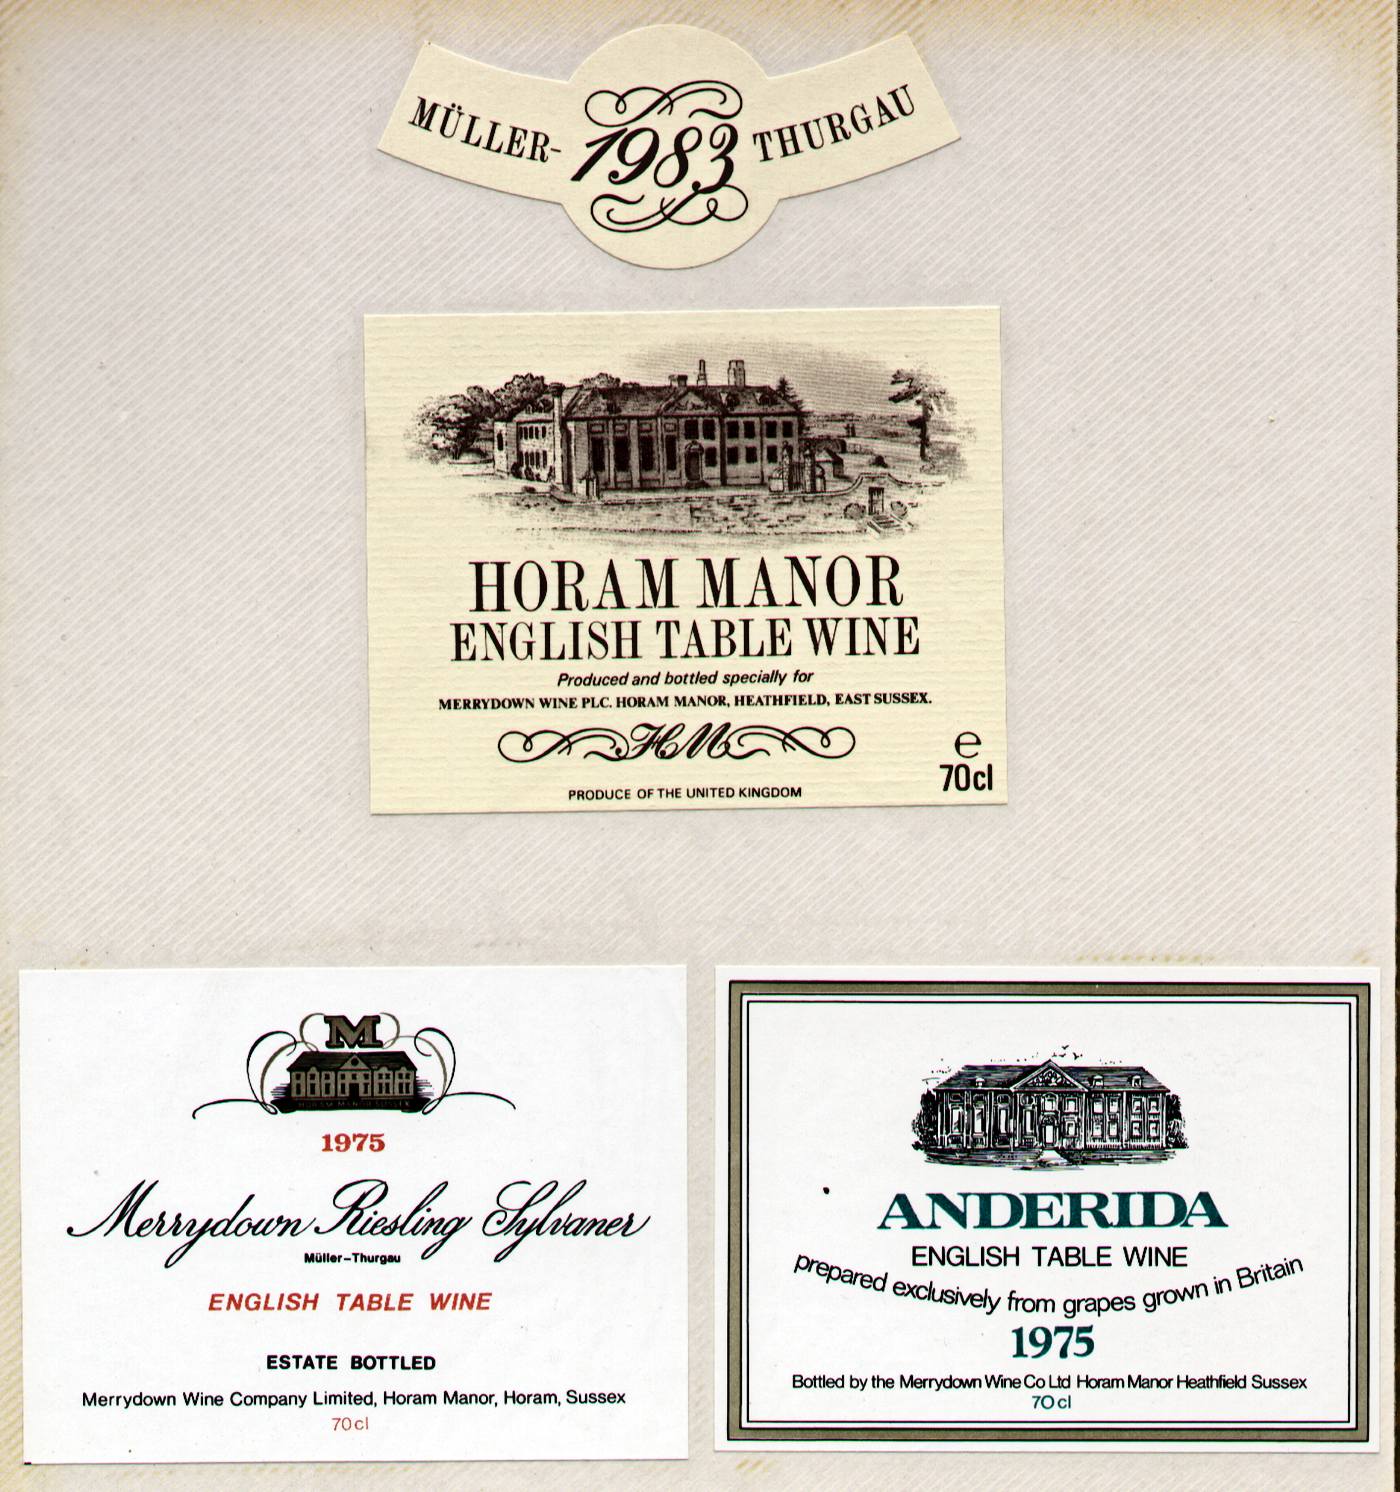 MÜLLER- 1983 THURGAU
HORAM MANOR
ENGLISH TABLE WINE
Produced and bottled specially for
MERRYDOWN WINE PLC. HORAM MANOR, HEATHFIELD, EAST SUSSEX.
HM
e
70cl
PRODUCE OF THE UNITED KINGDOM
M
HORAM MANOR SUSSEX
1975
Merrydown Riesling Sylvaner
Müller-Thurgau
ENGLISH TABLE WINE
ESTATE BOTTLED
Merrydown Wine Company Limited, Horam Manor, Horam, Sussex
70cl
ANDERIDA
ENGLISH TABLE WINE
prepared exclusively from grapes grown in Britain
1975
Bottled by the Merrydown Wine Co Ltd Horam Manor Heathfield Sussex
70cl